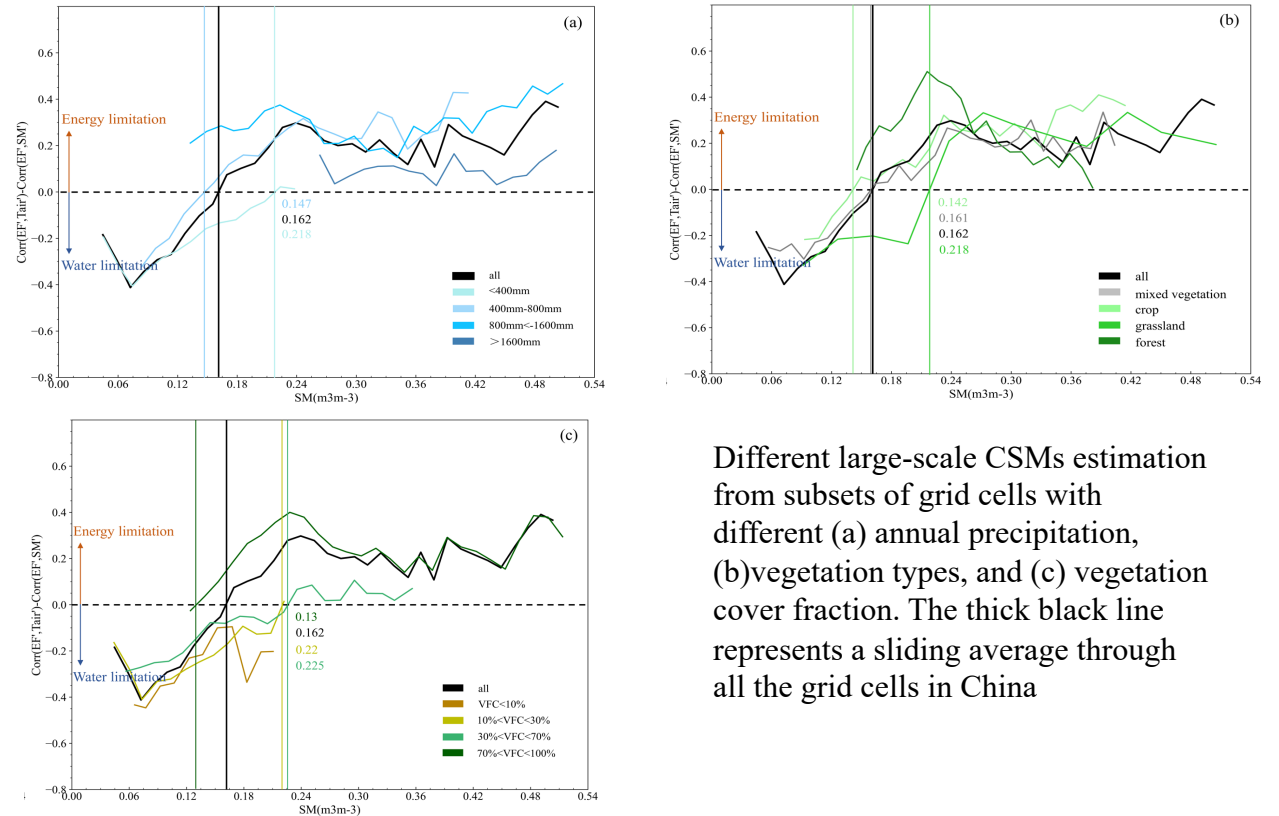 (a)
0.6
0.4
0.2
0.0
−0.2
−0.4
−0.6
−0.8
Corr(EF',Tair')-Corr(EF',SM')
Energy limitation
Water limitation
0.147
0.162
0.218
all
<400mm
400mm-800mm
800mm<-1600mm
>1600mm
0.00 0.06 0.12 0.18 0.24 0.30 0.36 0.42 0.48 0.54
SM(m3m-3)
(b)
0.6
0.4
0.2
0.0
−0.2
−0.4
−0.6
−0.8
Corr(EF',Tair')-Corr(EF',SM')
Energy limitation
Water limitation
0.142
0.161
0.162
0.218
all
mixed vegetation
crop
grassland
forest
0.00 0.06 0.12 0.18 0.24 0.30 0.36 0.42 0.48 0.54
SM(m3m-3)
(c)
0.6
0.4
0.2
0.0
−0.2
−0.4
−0.6
−0.8
Corr(EF',Tair')-Corr(EF',SM')
Energy limitation
Water limitation
0.13
0.162
0.22
0.225
all
VFC<10%
10%<VFC<30%
30%<VFC<70%
70%<VFC<100%
0.00 0.06 0.12 0.18 0.24 0.30 0.36 0.42 0.48 0.54
SM(m3m-3)
Different large-scale CSMs estimation
from subsets of grid cells with
different (a) annual precipitation,
(b)vegetation types, and (c) vegetation
cover fraction. The thick black line
represents a sliding average through
all the grid cells in China